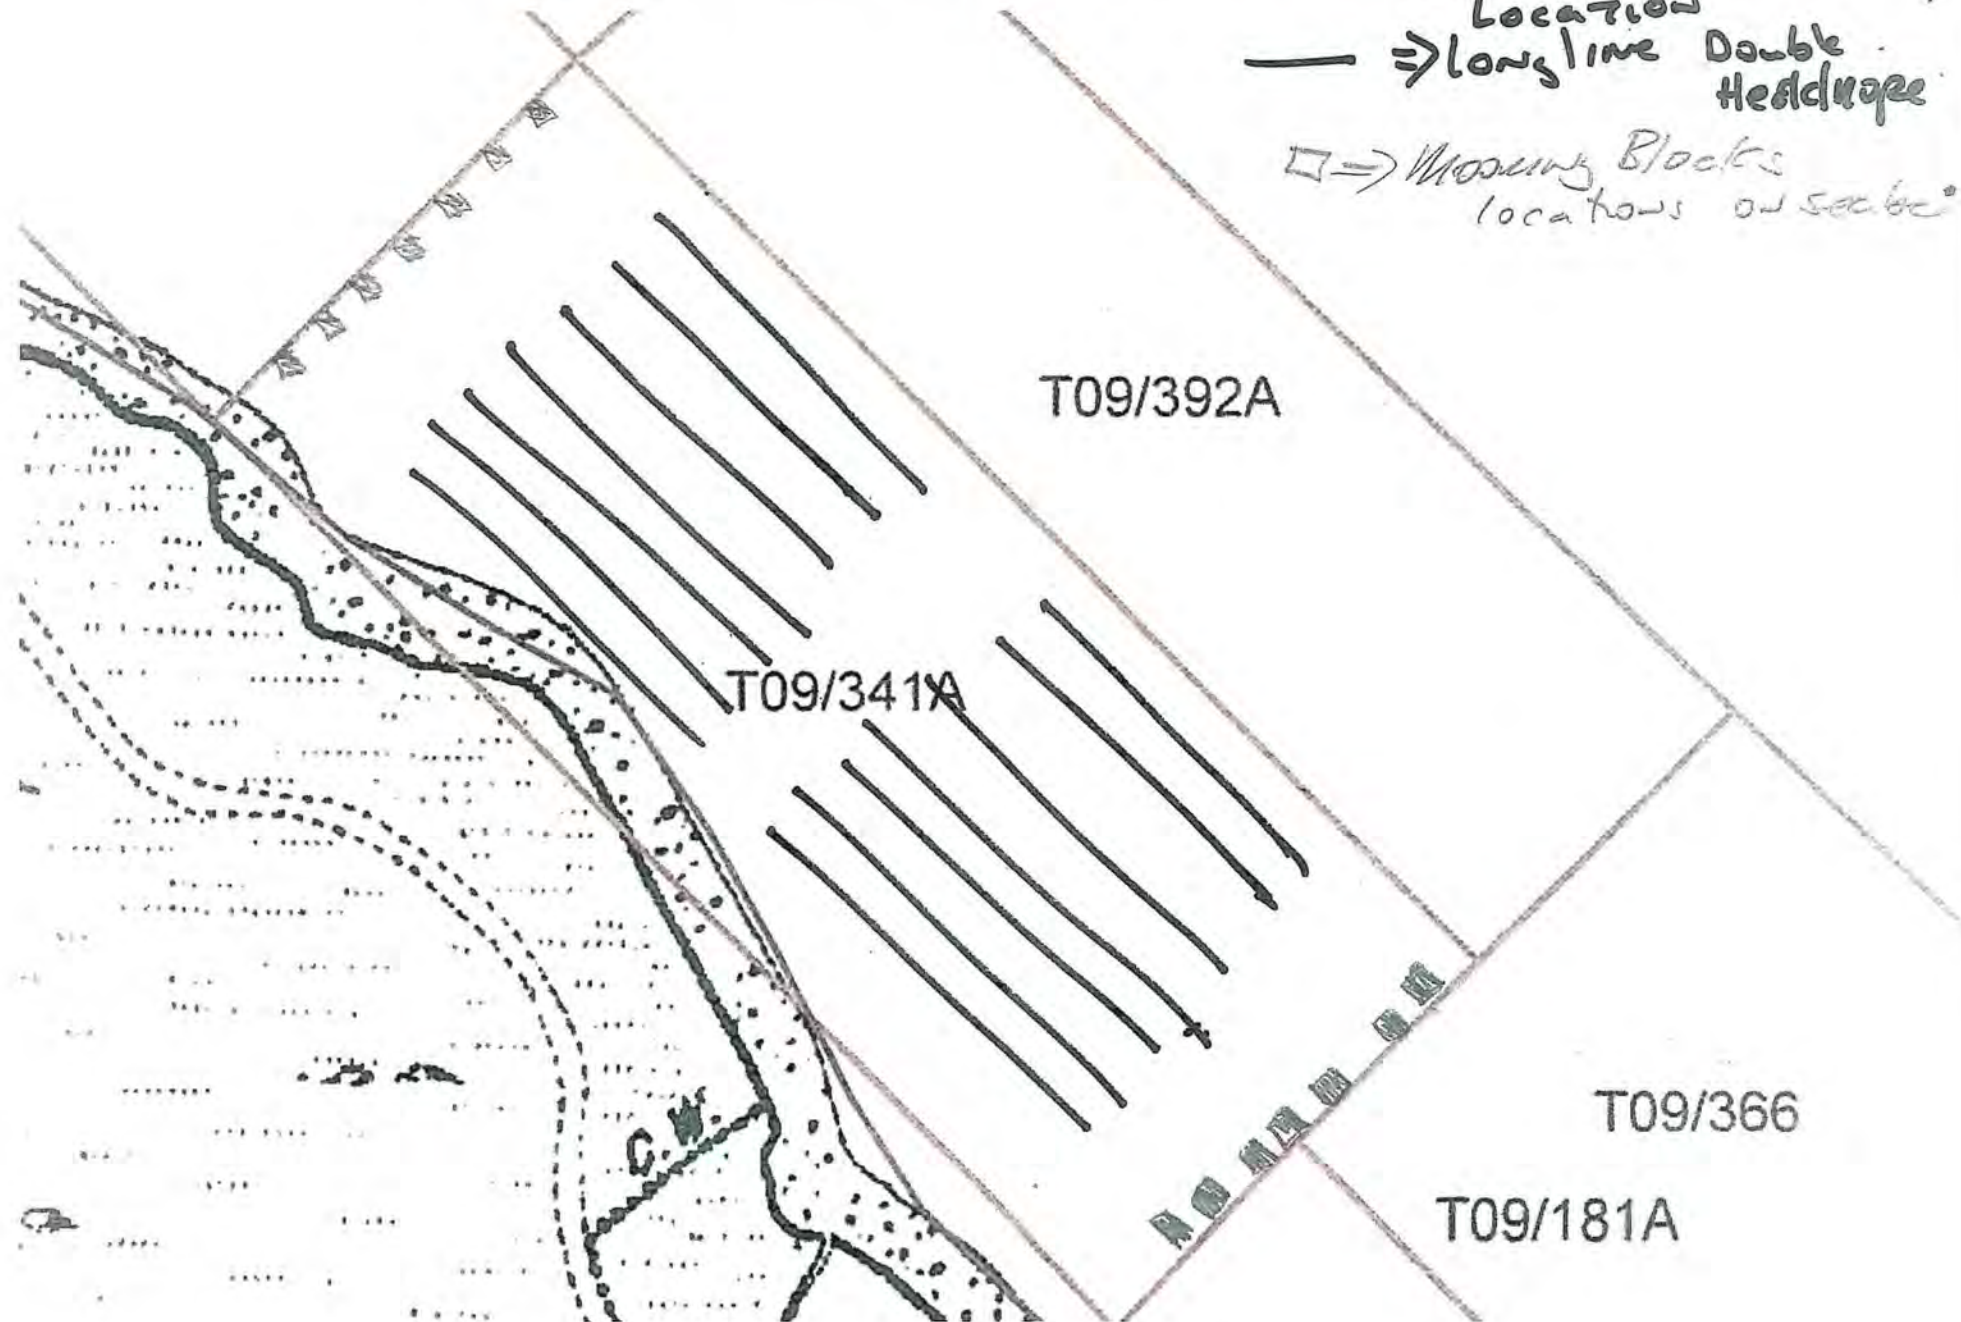 Location
⇒ Longline Double
Headrope
⇒ Mooring Blocks
locations on seabed
T09/392A
T09/341A
T09/366
T09/181A